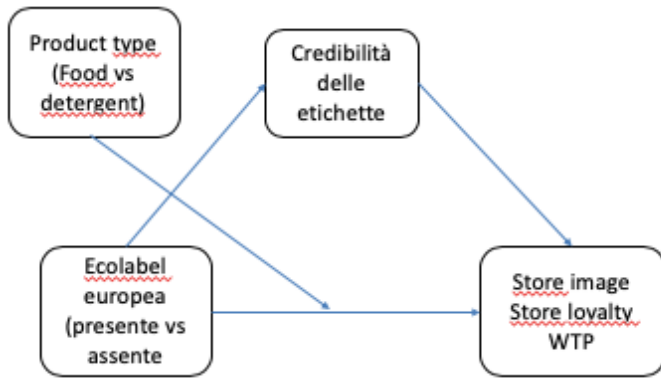 Product type
(Food vs
detergent)
Credibilità
delle
etichette
Ecolabel
europea
(presente vs
assente
Store image
Store loyalty
WTP